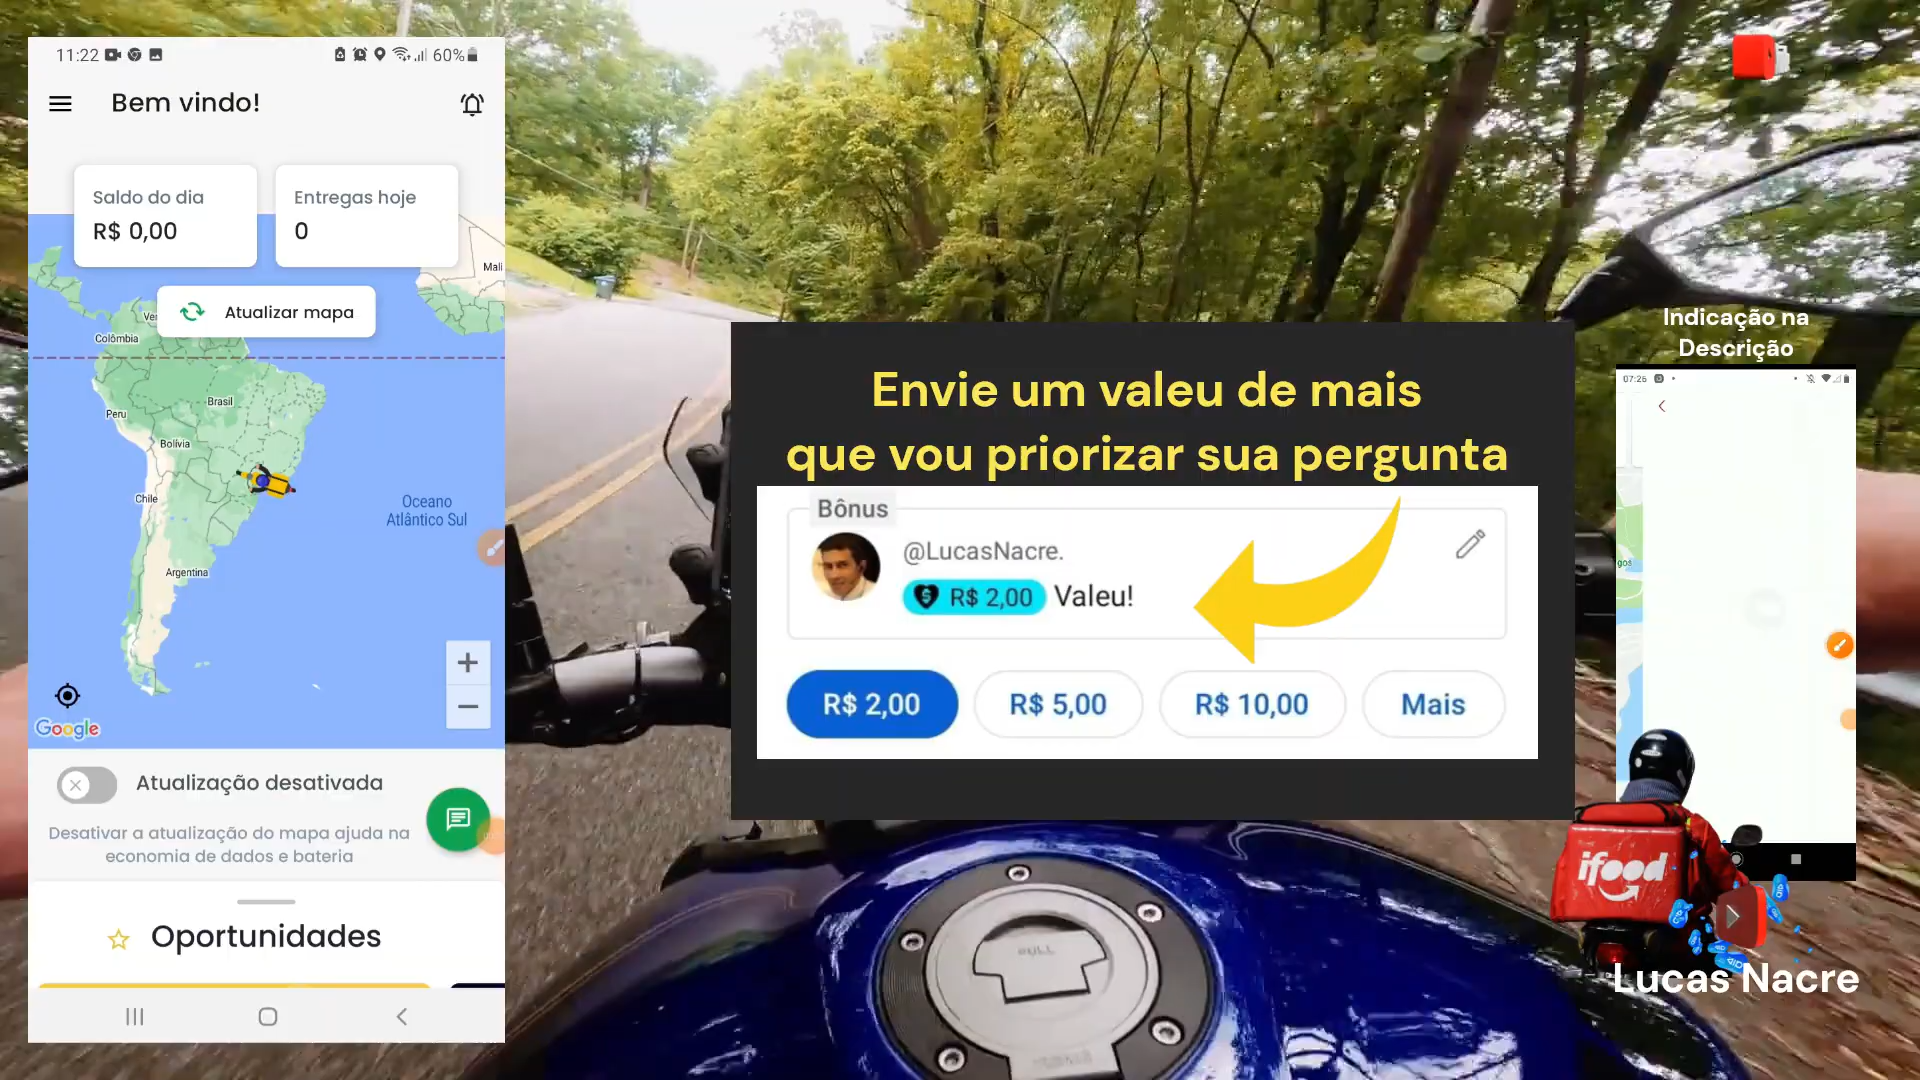 11:22
60%
Bem vindo!
Saldo do dia
R$ 0,00
Entregas hoje
0
Mali
Atualizar mapa
Ve
Colômbia
Brasil
Peru
Bolívia
Chile
Oceano
Atlântico Sul
Argentina
Google
Atualização desativada
Desativar a atualização do mapa ajuda na
economia de dados e bateria
Oportunidades
Envie um valeu de mais
que vou priorizar sua pergunta
Bônus
@LucasNacre.
R$ 2,00 Valeu!
R$ 2,00
R$ 5,00
R$ 10,00
Mais
Indicação na
Descrição
07:26
gos
ifood
Lucas Nacre